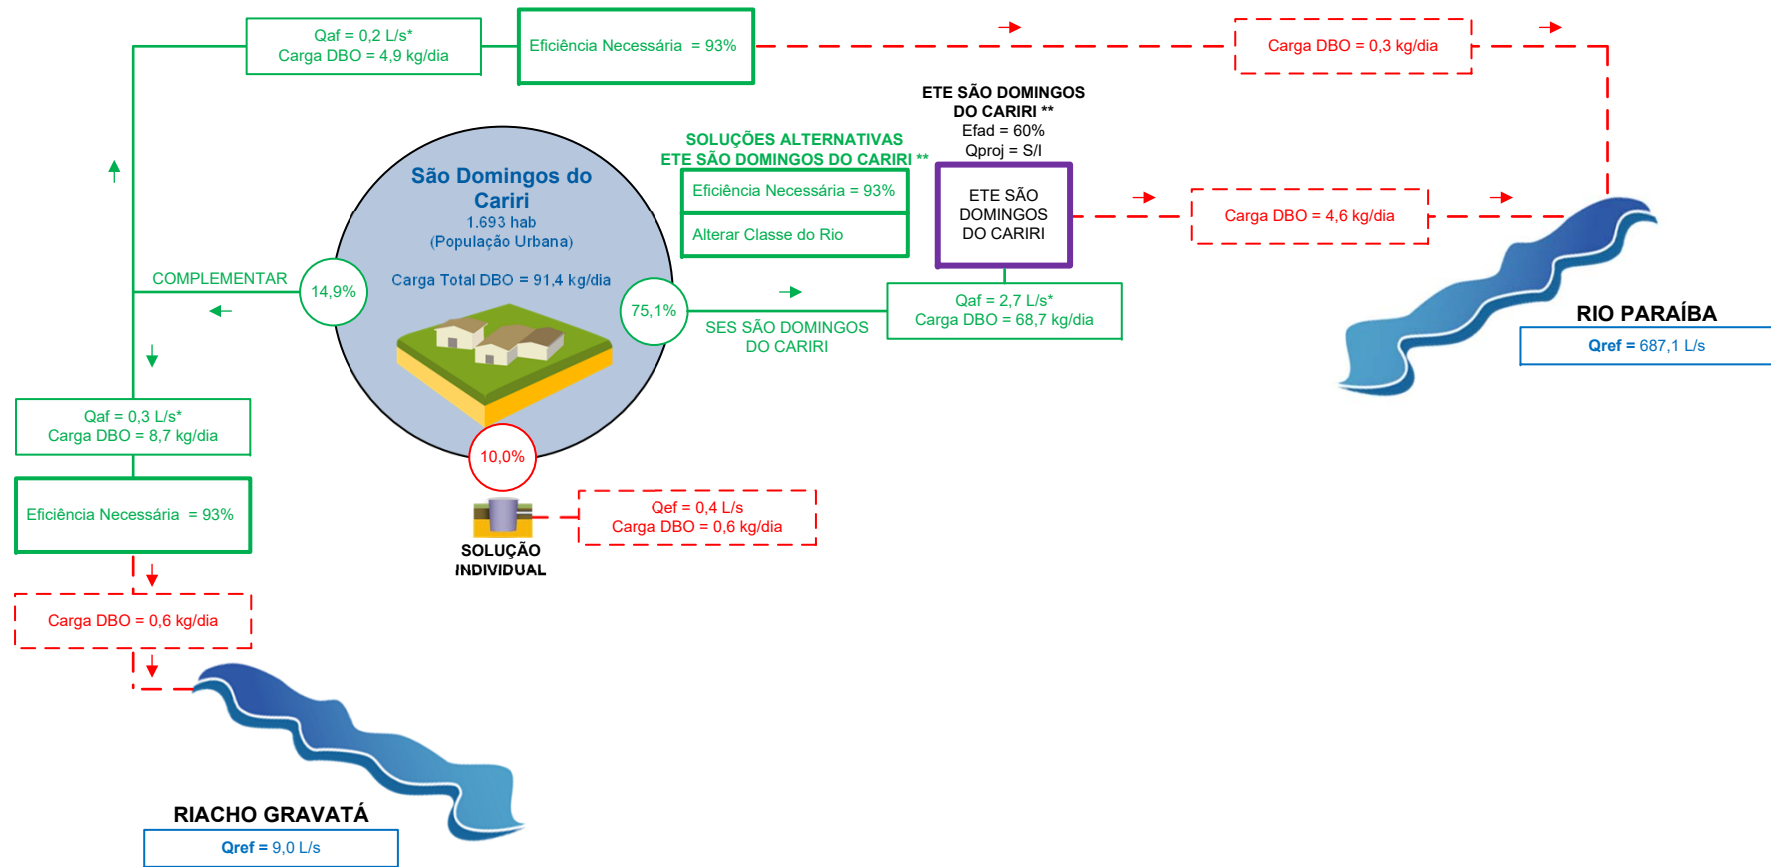 Qaf = 0,2 L/s*
Carga DBO = 4,9 kg/dia
Eficiência Necessária = 93%
Carga DBO = 0,3 kg/dia
ETE SÃO DOMINGOS
DO CARIRI **
Efad = 60%
Qproj = S/I
SOLUÇÕES ALTERNATIVAS
ETE SÃO DOMINGOS DO CARIRI **
Eficiência Necessária = 93%
Alterar Classe do Rio
ETE SÃO
DOMINGOS
DO CARIRI
Carga DBO = 4,6 kg/dia
São Domingos do
Cariri
1.693 hab
(População Urbana)
Carga Total DBO = 91,4 kg/dia
COMPLEMENTAR
14,9%
75,1%
SES SÃO DOMINGOS
DO CARIRI
Qaf = 2,7 L/s*
Carga DBO = 68,7 kg/dia
RIO PARAÍBA
Qref = 687,1 L/s
Qaf = 0,3 L/s*
Carga DBO = 8,7 kg/dia
10,0%
Eficiência Necessária = 93%
Qef = 0,4 L/s
Carga DBO = 0,6 kg/dia
SOLUÇÃO
INDIVIDUAL
Carga DBO = 0,6 kg/dia
RIACHO GRAVATÁ
Qref = 9,0 L/s